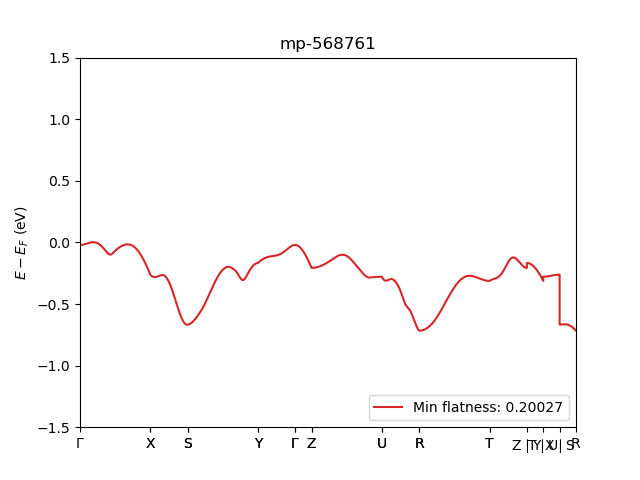 mp-568761
1.5
1.0
0.5
0.0
−0.5
−1.0
−1.5
E − E_F (eV)
Min flatness: 0.20027
Γ X S Y Γ Z U R T Z | T Y | X U | S R